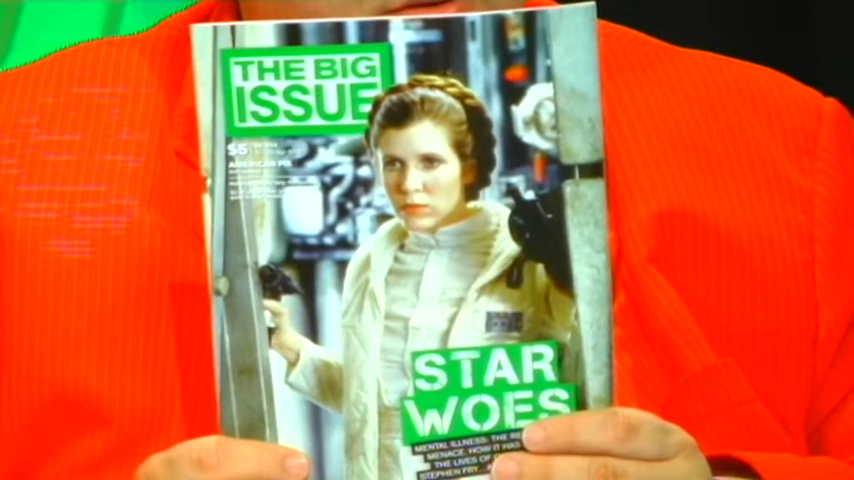 THE BIG
ISSUE
$5
AMERICAN PIE
STAR
WOES
MENTAL ILLNESS: THE
MENACE. HOW IT HAS
THE LIVES OF
STEPHEN FRY